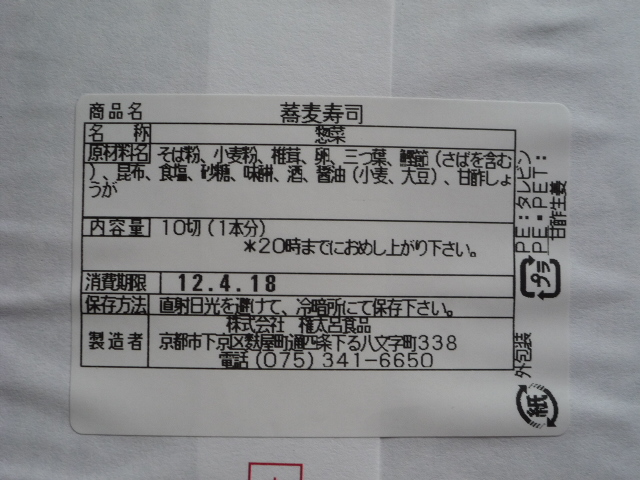 商品名 蕎麦寿司
名 称 惣菜
原材料名 そば粉、小麦粉、椎茸、卵、三つ葉、鰹節（さばを含む
）、昆布、食塩、砂糖、味醂、酒、醤油（小麦、大豆）、甘酢しょ
うが
内容量 10切（1本分）
＊20時までにおめし上がり下さい。
消費期限 12.4.18
保存方法 直射日光を避けて、冷暗所にて保存下さい。
製造者 株式会社 権太呂食品
京都市下京区麩屋町通四条下る八文字町338
電話（075）341-6650
PE：タレビン
PE・PET：
甘酢生姜
プラ
外包装
紙